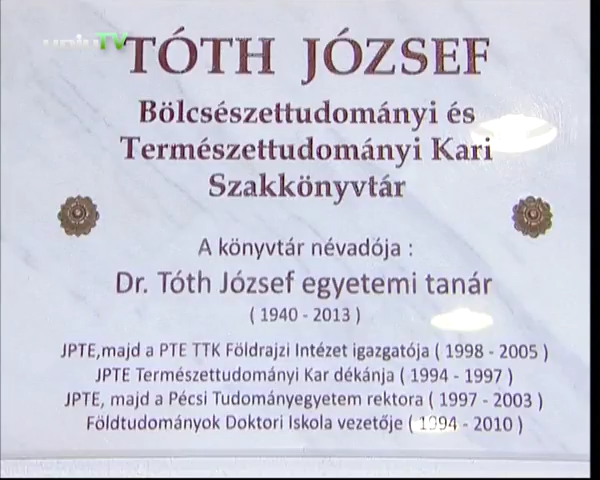 univTV
TÓTH JÓZSEF
Bölcsészettudományi és
Természettudományi Kari
Szakkönyvtár
A könyvtár névadója :
Dr. Tóth József egyetemi tanár
( 1940 - 2013 )
JPTE,majd a PTE TTK Földrajzi Intézet igazgatója ( 1998 - 2005 )
JPTE Természettudományi Kar dékánja ( 1994 - 1997 )
JPTE, majd a Pécsi Tudományegyetem rektora ( 1997 - 2003 )
Földtudományok Doktori Iskola vezetője ( 1994 - 2010 )